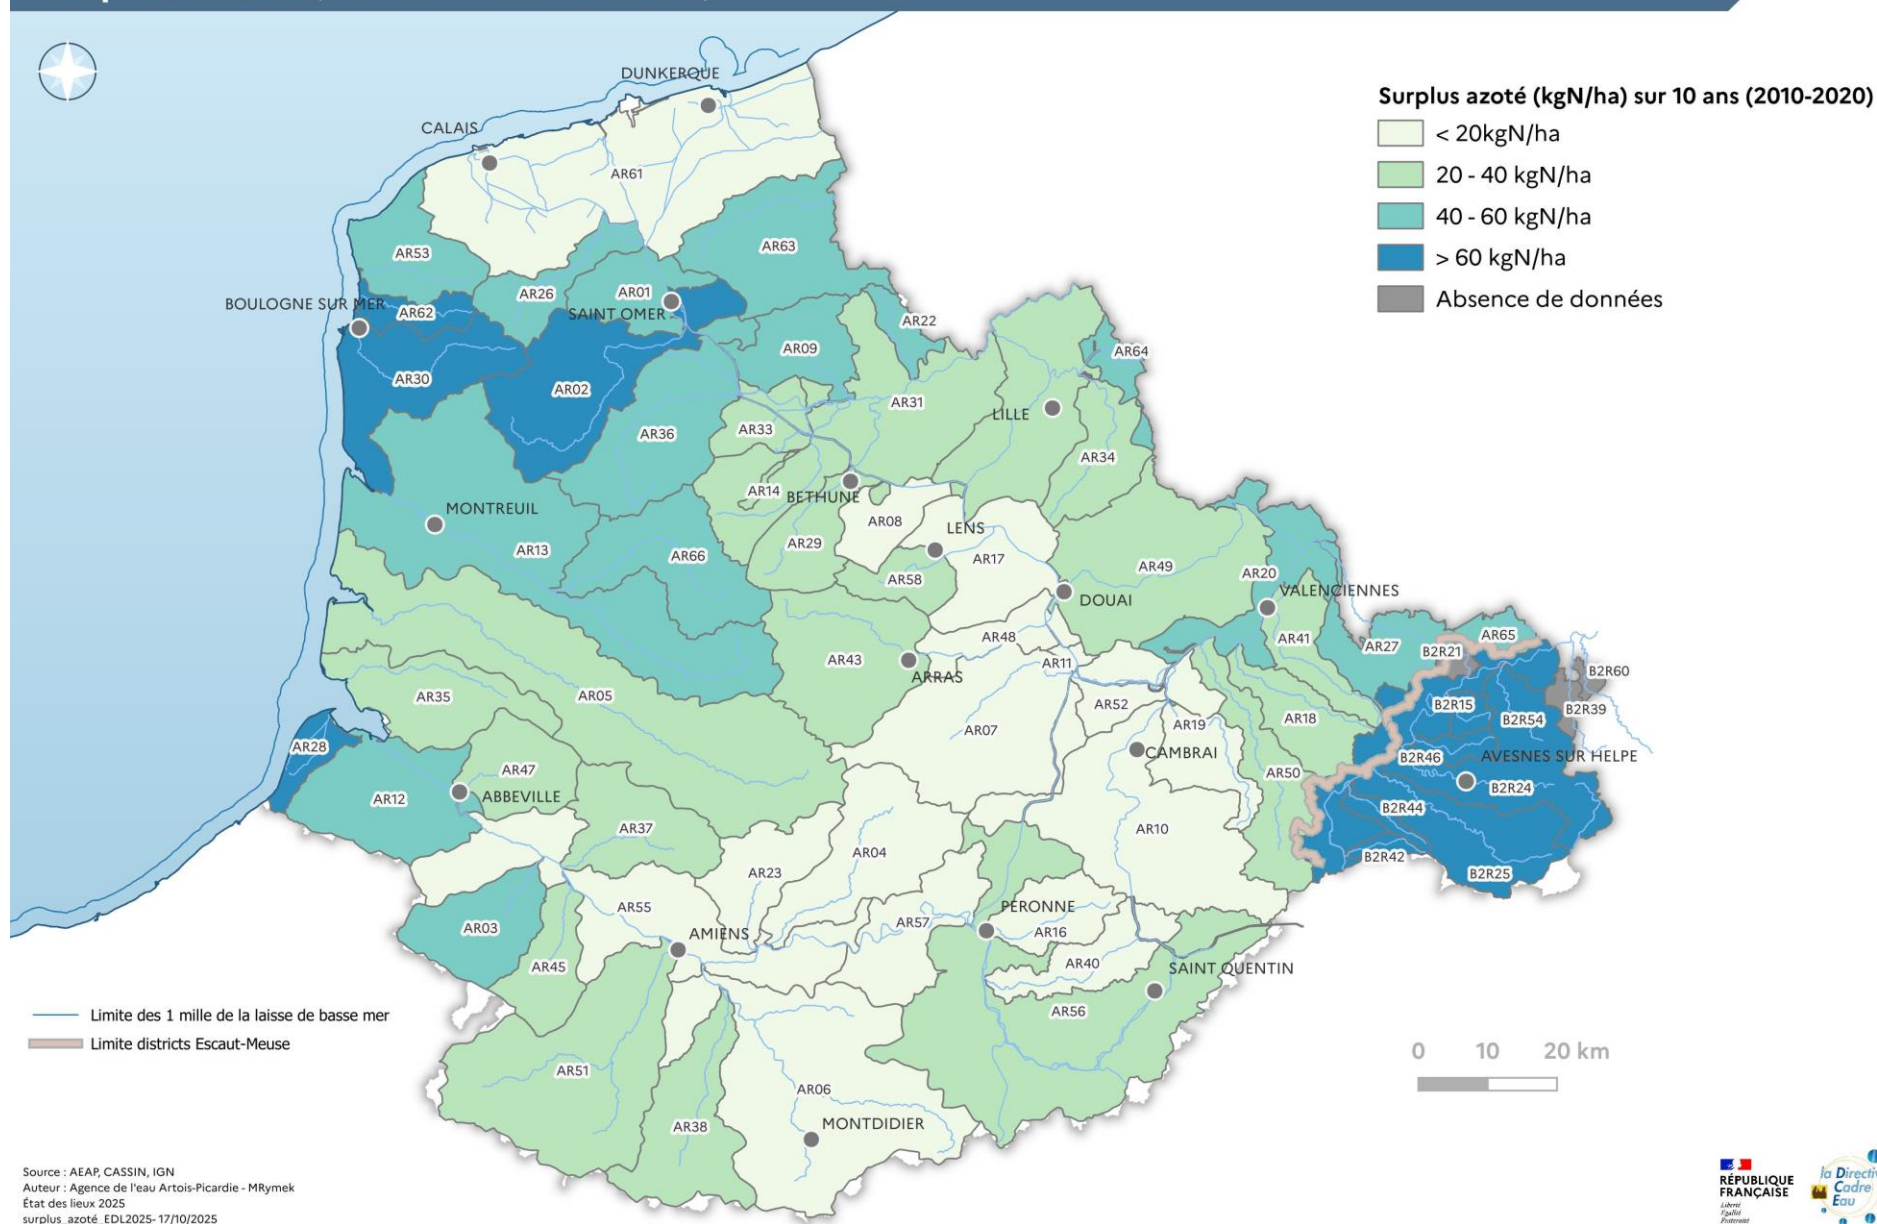 DUNKERQUE
CALAIS
AR61
Surplus azoté (kgN/ha) sur 10 ans (2010-2020)
< 20kgN/ha
20 - 40 kgN/ha
40 - 60 kgN/ha
> 60 kgN/ha
Absence de données
AR53
AR63
AR26
AR01
BOULOGNE SUR MER
AR62
SAINT OMER
AR22
AR09
AR64
AR30
AR02
AR31
LILLE
AR36
AR33
AR34
AR14
BETHUNE
MONTREUIL
AR08
LENS
AR13
AR66
AR29
AR17
AR58
AR49
AR20
VALENCIENNES
DOUAI
AR48
AR41
AR27
AR65
B2R21
AR43
ARRAS
AR11
B2R60
AR35
AR05
AR52
AR19
AR18
B2R15
B2R54
B2R39
AR28
AR07
CAMBRAI
B2R46
AVESNES SUR HELPE
AR47
AR50
B2R24
AR12
ABBEVILLE
B2R44
AR37
AR10
AR04
B2R42
AR23
B2R25
AR55
AR57
PERONNE
AR03
AMIENS
AR16
AR45
AR40
SAINT QUENTIN
Limite des 1 mille de la laisse de basse mer
AR56
Limite districts Escaut-Meuse
0 10 20 km
AR51
AR06
AR38
MONTDIDIER
Source : AEAP, CASSIN, IGN
Auteur : Agence de l'eau Artois-Picardie - MRymek
État des lieux 2025
surplus_azoté_EDL2025- 17/10/2025
RÉPUBLIQUE
FRANÇAISE
Liberté
Égalité
Fraternité
la Directi
Cadre
Eau